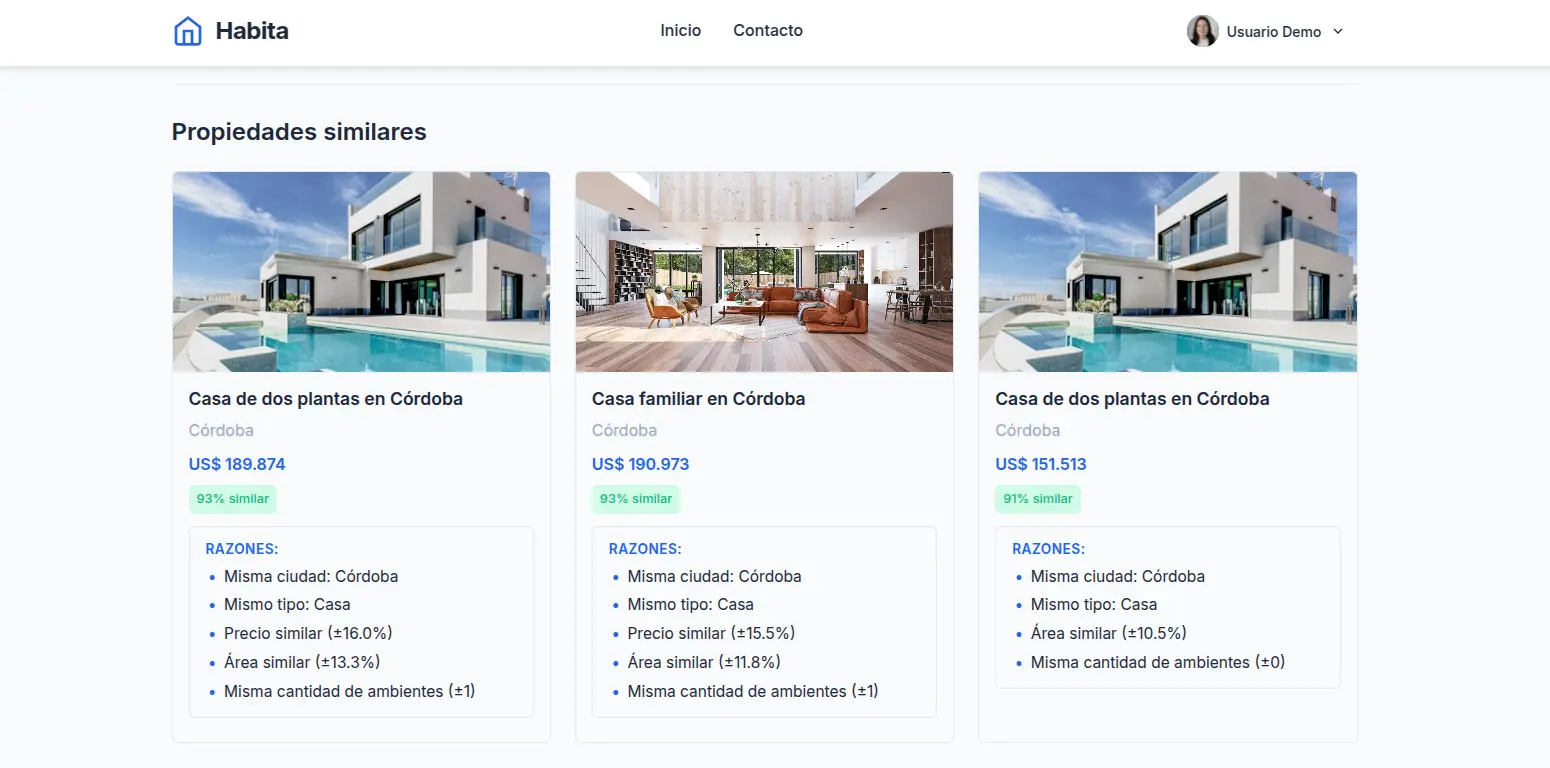 Habita
Inicio
Contacto
Usuario Demo
Propiedades similares
Casa de dos plantas en Córdoba
Córdoba
US$ 189.874
93% similar
RAZONES:
• Misma ciudad: Córdoba
• Mismo tipo: Casa
• Precio similar (±16.0%)
• Área similar (±13.3%)
• Misma cantidad de ambientes (±1)
Casa familiar en Córdoba
Córdoba
US$ 190.973
93% similar
RAZONES:
• Misma ciudad: Córdoba
• Mismo tipo: Casa
• Precio similar (±15.5%)
• Área similar (±11.8%)
• Misma cantidad de ambientes (±1)
Casa de dos plantas en Córdoba
Córdoba
US$ 151.513
91% similar
RAZONES:
• Misma ciudad: Córdoba
• Mismo tipo: Casa
• Área similar (±10.5%)
• Misma cantidad de ambientes (±0)